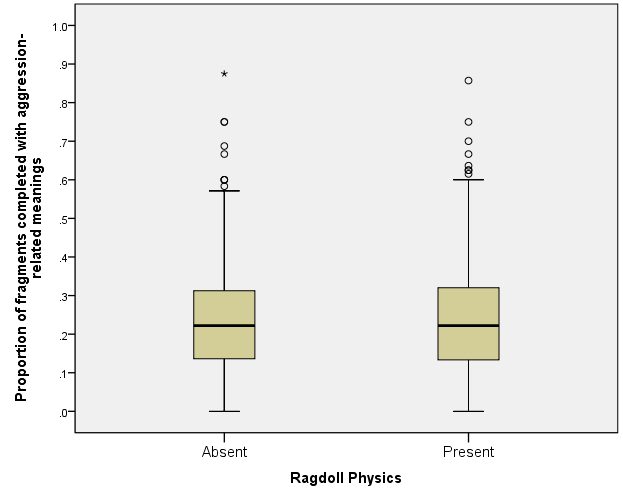 Proportion of fragments completed with aggression-
related meanings
1.0
.9
.8
.7
.6
.5
.4
.3
.2
.1
.0
Absent
Present
Ragdoll Physics